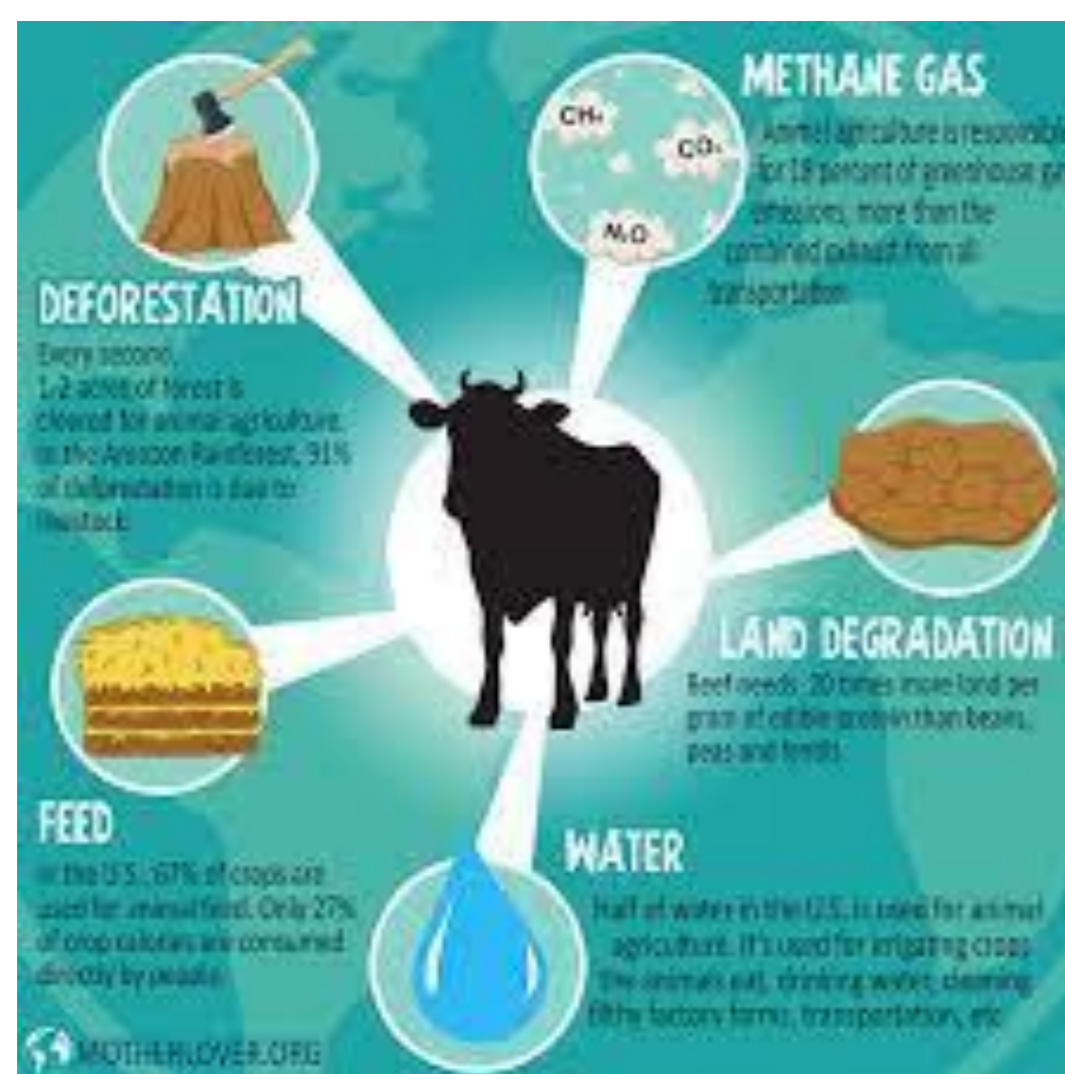 METHANE GAS
CH₄
CO₂
N₂O
Animal agriculture is responsible
for 18 percent of greenhouse
emissions, more than the
combined exhaust from all
transportation
DEFORESTATION
Every second,
1-2 acres of forest is
cleared for animal agriculture.
In the Amazon Rainforest, 91%
of deforestation is due to
livestock.
LAND DEGRADATION
Beef needs 20 times more land per
gram of edible protein than beans,
peas and lentils.
FEED
In the U.S., 67% of crops are
used for animal feed. Only 27%
of crop calories are consumed
directly by people.
WATER
Half of water in the U.S. is used for animal
agriculture. It's used for irrigating crops
the animals eat, drinking water, cleaning
filthy factory farms, transportation, etc
MOTHERLOVER.ORG